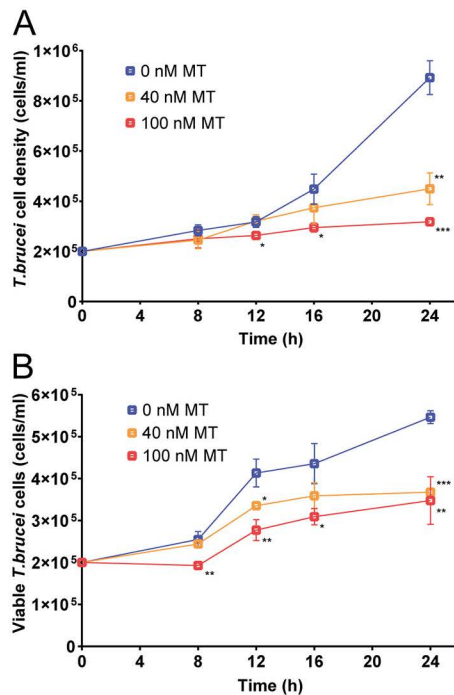 A
T.brucei cell density (cells/ml)
1×10⁶
8×10⁵
6×10⁵
4×10⁵
2×10⁵
0
0 nM MT
40 nM MT
100 nM MT
**
***
*
*
0 4 8 12 16 20 24
Time (h)
B
Viable T.brucei cells (cells/ml)
6×10⁵
5×10⁵
4×10⁵
3×10⁵
2×10⁵
1×10⁵
0
0 nM MT
40 nM MT
100 nM MT
*
***
**
**
*
**
0 4 8 12 16 20 24
Time (h)